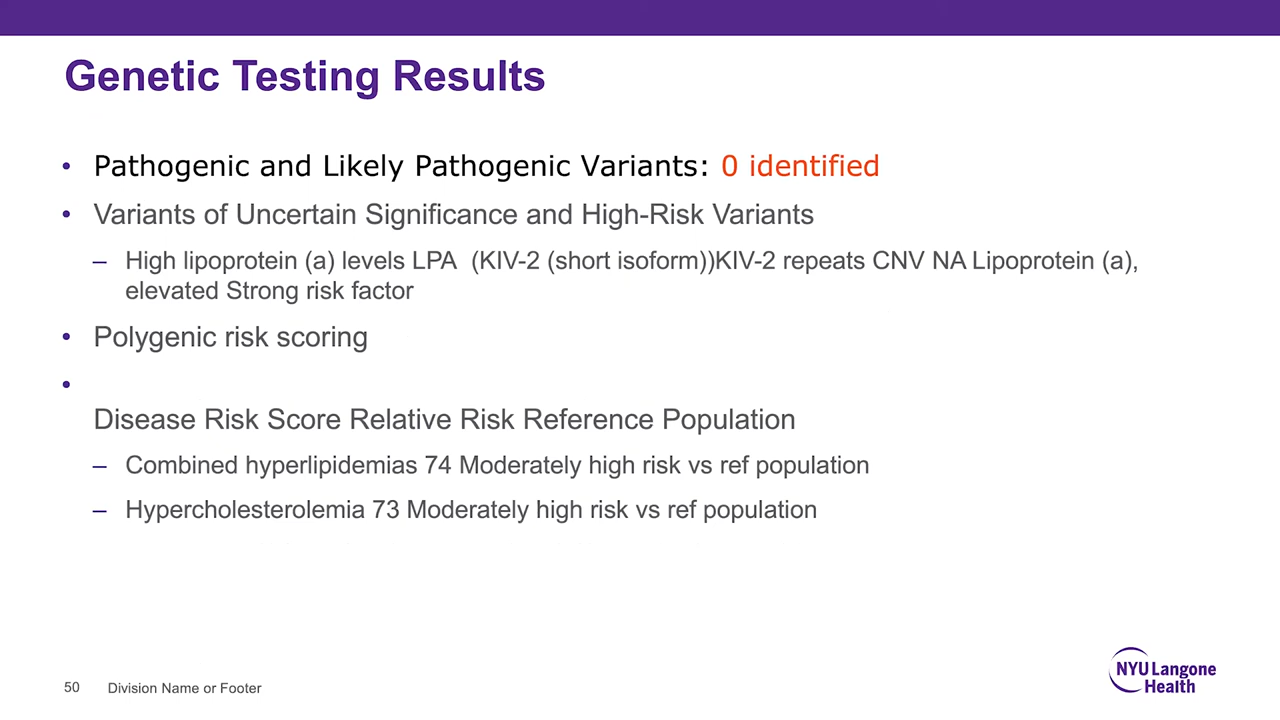 Genetic Testing Results
• Pathogenic and Likely Pathogenic Variants: 0 identified
• Variants of Uncertain Significance and High-Risk Variants
– High lipoprotein (a) levels LPA (KIV-2 (short isoform))KIV-2 repeats CNV NA Lipoprotein (a),
elevated Strong risk factor
• Polygenic risk scoring
•
Disease Risk Score Relative Risk Reference Population
– Combined hyperlipidemias 74 Moderately high risk vs ref population
– Hypercholesterolemia 73 Moderately high risk vs ref population
50 Division Name or Footer
NYU Langone
Health